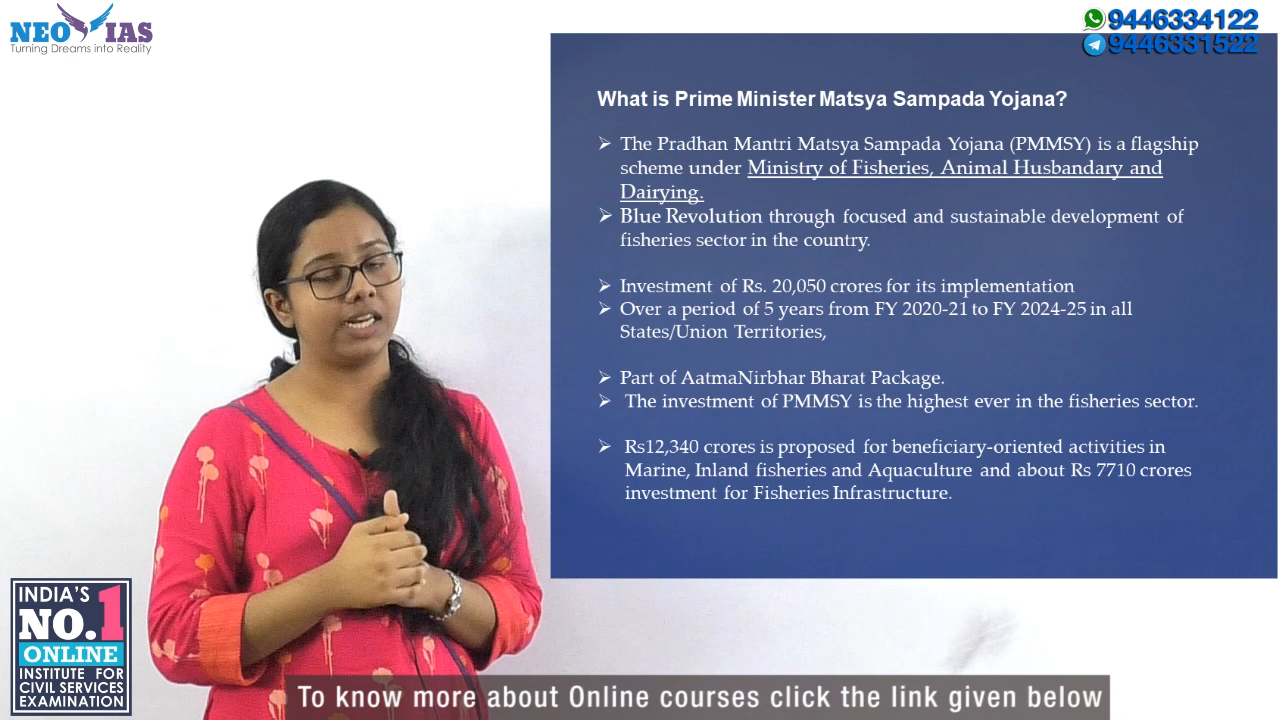 NEO IAS
Turning Dreams into Reality
9446334122
9446331522
What is Prime Minister Matsya Sampada Yojana?
➢ The Pradhan Mantri Matsya Sampada Yojana (PMMSY) is a flagship
scheme under Ministry of Fisheries, Animal Husbandary and
Dairying.
➢ Blue Revolution through focused and sustainable development of
fisheries sector in the country.
➢ Investment of Rs. 20,050 crores for its implementation
➢ Over a period of 5 years from FY 2020-21 to FY 2024-25 in all
States/Union Territories,
➢ Part of AatmaNirbhar Bharat Package.
➢ The investment of PMMSY is the highest ever in the fisheries sector.
➢ Rs12,340 crores is proposed for beneficiary-oriented activities in
Marine, Inland fisheries and Aquaculture and about Rs 7710 crores
investment for Fisheries Infrastructure.
INDIA'S
NO.1
ONLINE
INSTITUTE FOR
CIVIL SERVICES
EXAMINATION
To know more about Online courses click the link given below